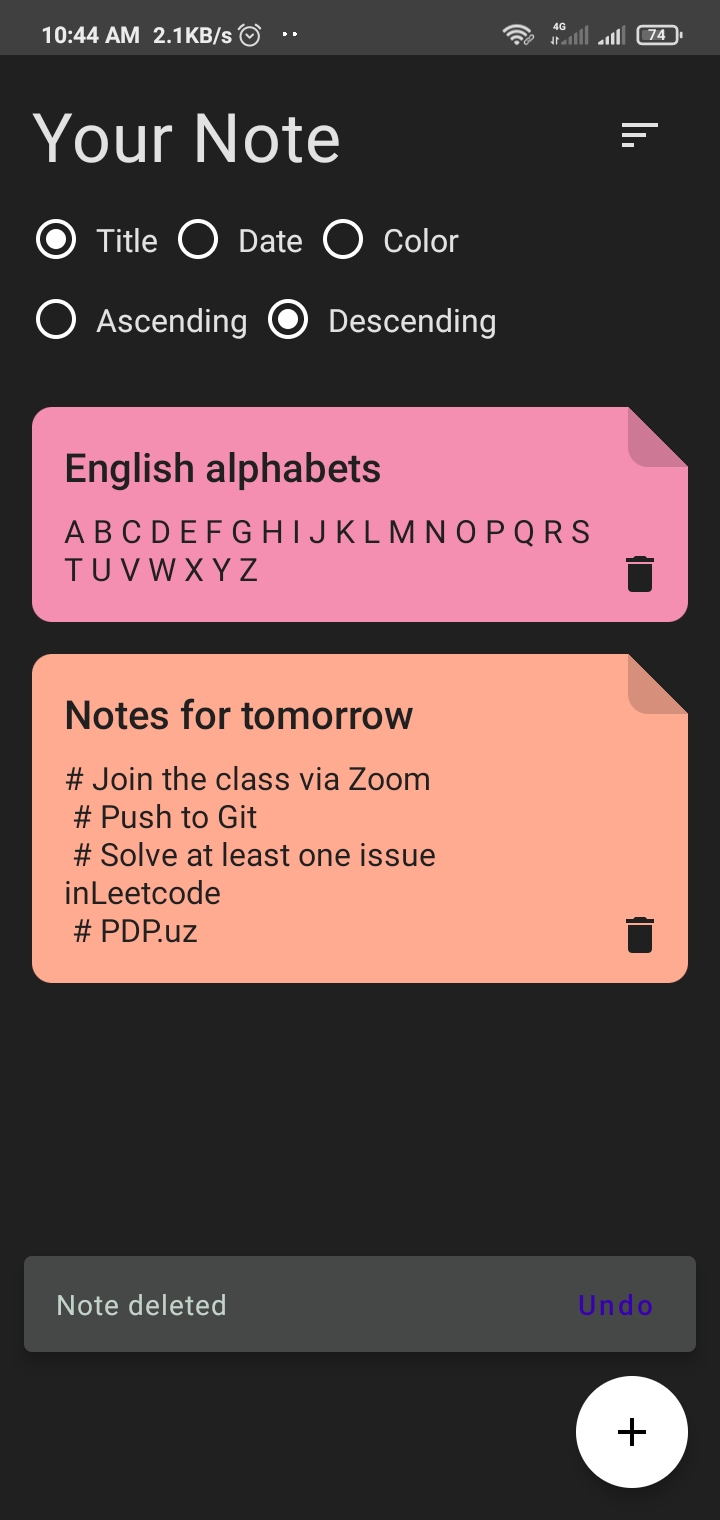 10:44 AM 2.1KB/s 4G 74
Your Note
Title Date Color
Ascending Descending
English alphabets
A B C D E F G H I J K L M N O P Q R S
T U V W X Y Z
Notes for tomorrow
# Join the class via Zoom
# Push to Git
# Solve at least one issue
inLeetcode
# PDP.uz
Note deleted Undo